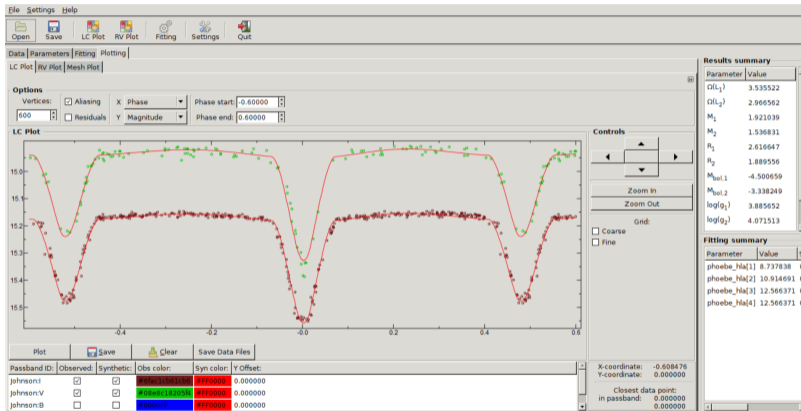 File Settings Help
Open Save LC Plot RV Plot Fitting Settings Quit
Data Parameters Fitting Plotting
LC Plot RV Plot Mesh Plot
Options
Vertices: Aliasing X Phase Phase start: -0.60000
600 Residuals Y Magnitude Phase end: 0.60000
LC Plot
15.0
15.1
15.2
15.3
15.4
15.5
-0.4 -0.2 -0.0 0.2 0.4 0.6
Controls
Zoom In
Zoom Out
Grid:
Coarse
Fine
Plot Save Clear Save Data Files
Passband ID: Observed: Synthetic: Obs color: Syn color: Y Offset:
Johnson:I #FF0000 0.000000
Johnson:V #FF0000 0.000000
Johnson:B 0.000000
X-coordinate: -0.608476
Y-coordinate: 0.000000
Closest data point:
in passband: 0.000000
0.000000
Results summary
Parameter Value
Ω(L₁) 3.535522
Ω(L₂) 2.966562
M₁ 1.921039
M₂ 1.536831
R₁ 2.616647
R₂ 1.889556
Mbol,1 -4.500659
Mbol,2 -3.338249
log(g₁) 3.885652
log(g₂) 4.071513
Fitting summary
Parameter Value
phoebe_hla[1] 8.737838
phoebe_hla[2] 10.914691
phoebe_hla[3] 12.566371
phoebe_hla[4] 12.566371